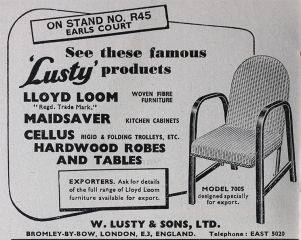 ON STAND NO. R45
EARLS COURT
See these famous
'Lusty' products
LLOYD LOOM WOVEN FIBRE FURNITURE
"Regd. Trade Mark."
MAIDSAVER KITCHEN CABINETS
CELLUS RIGID & FOLDING TROLLEYS, ETC.
HARDWOOD ROBES
AND TABLES
EXPORTERS. Ask for details
of the full range of Lloyd Loom
furniture available for export.
MODEL 700S
designed specially
for export.
W. LUSTY & SONS, LTD.
BROMLEY-BY-BOW, LONDON, E.3, ENGLAND. Telephone: EAST 5020